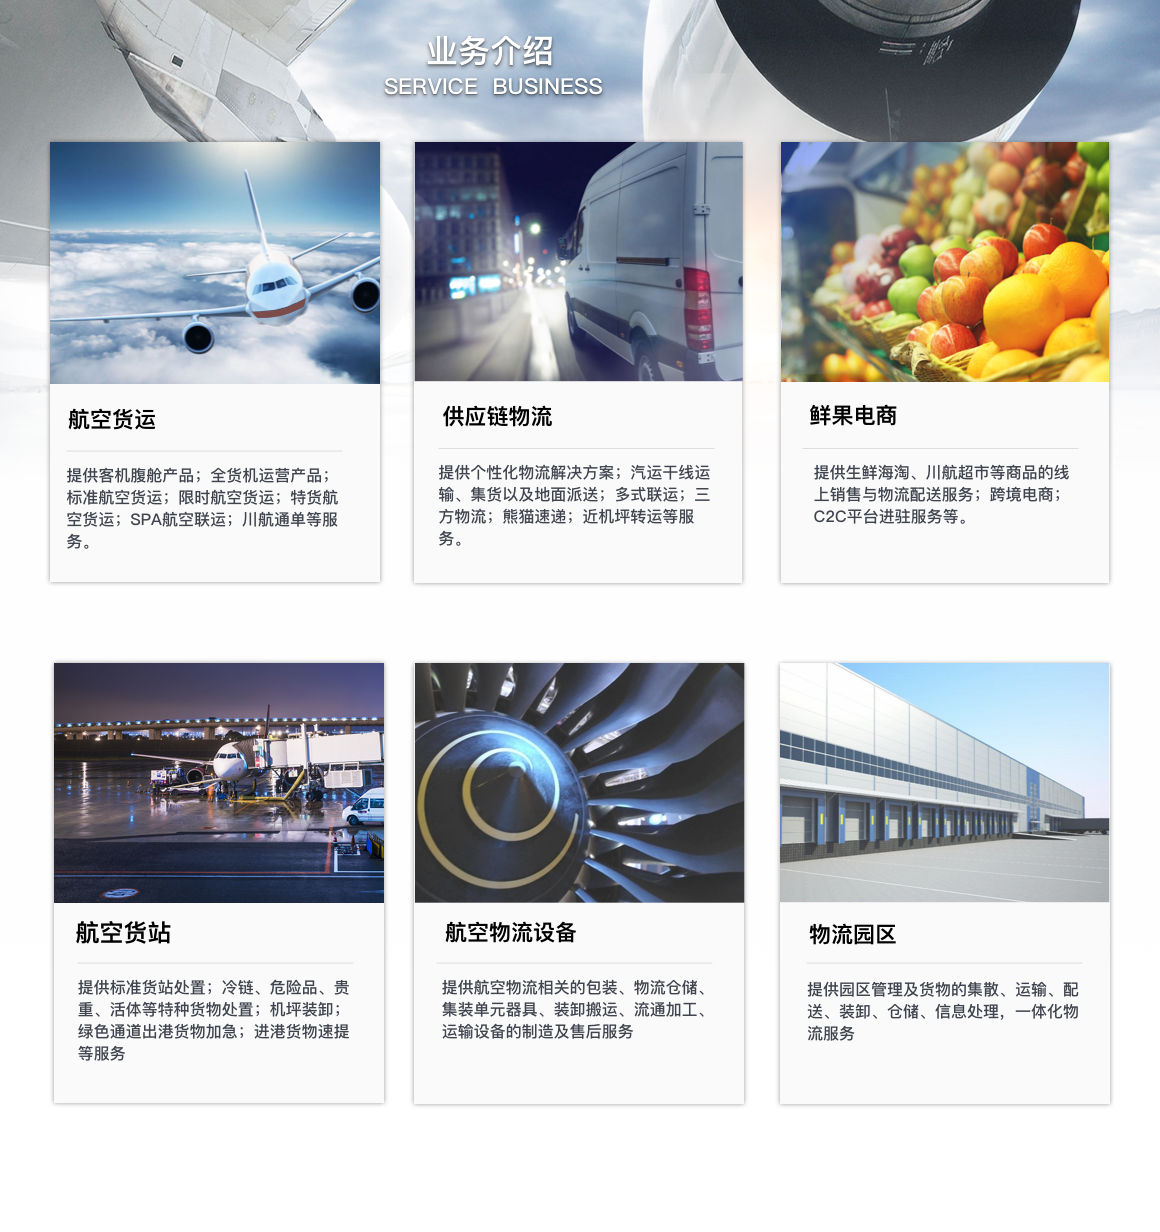 业务介绍
SERVICE BUSINESS
航空货运
提供客机腹舱产品；全货机运营产品；
标准航空货运；限时航空货运；特货航
空货运；SPA航空联运；川航通单等服
务。
供应链物流
提供个性化物流解决方案；汽运干线运
输、集货以及地面派送；多式联运；三
方物流；熊猫速递；近机坪转运等服
务。
鲜果电商
提供生鲜海淘、川航超市等商品的线
上销售与物流配送服务；跨境电商；
C2C平台进驻服务等。
航空货站
提供标准货站处置；冷链、危险品、贵
重、活体等特种货物处置；机坪装卸；
绿色通道出港货物加急；进港货物速提
等服务
航空物流设备
提供航空物流相关的包装、物流仓储、
集装单元器具、装卸搬运、流通加工、
运输设备的制造及售后服务
物流园区
提供园区管理及货物的集散、运输、配
送、装卸、仓储、信息处理，一体化物
流服务